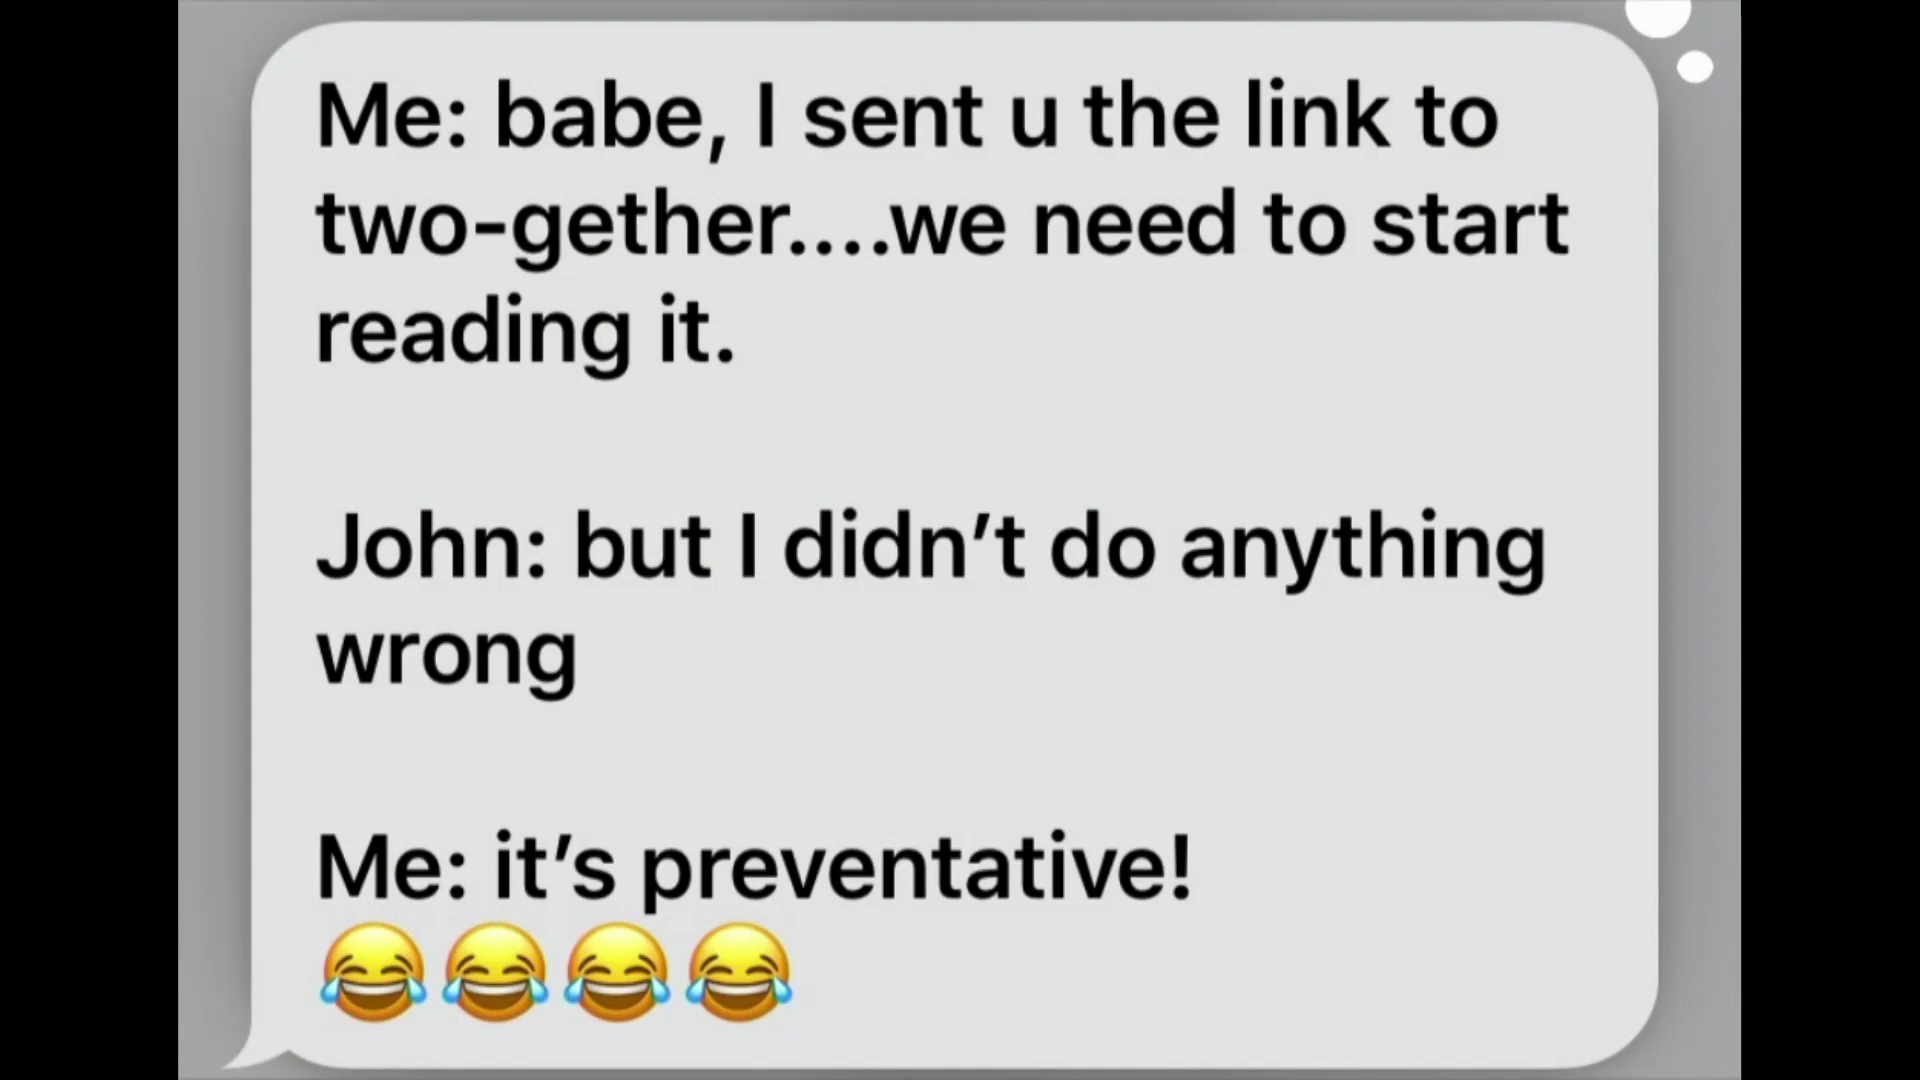 Me: babe, I sent u the link to
two-gether....we need to start
reading it.
John: but I didn’t do anything
wrong
Me: it’s preventative!
😂😂😂😂